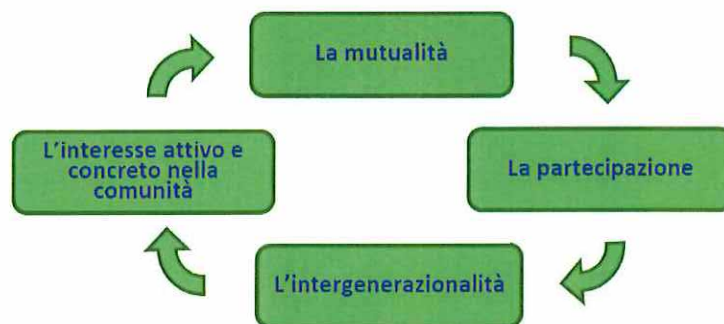 La mutualità
L'interesse attivo e
concreto nella
comunità
La partecipazione
L'intergenerazionalità